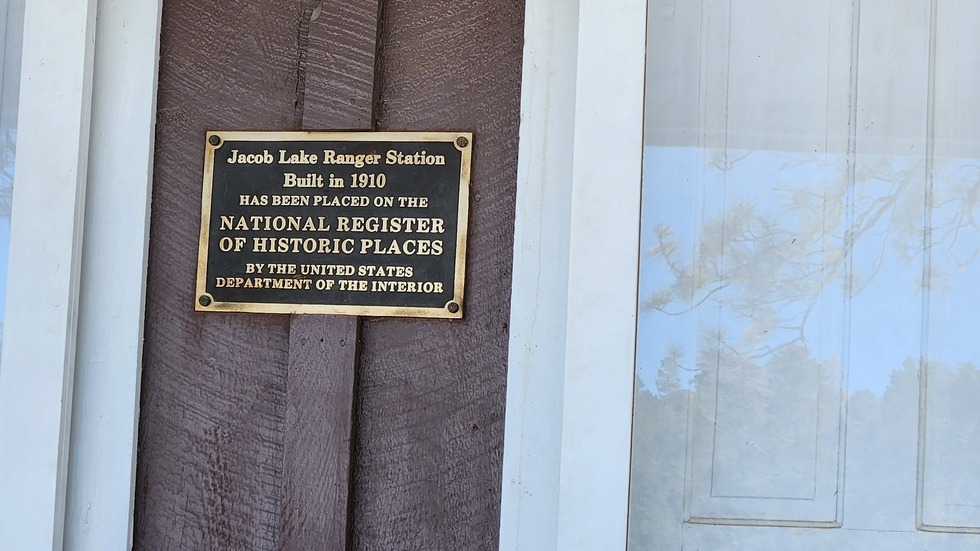 Jacob Lake Ranger Station
Built in 1910
HAS BEEN PLACED ON THE
NATIONAL REGISTER
OF HISTORIC PLACES
BY THE UNITED STATES
DEPARTMENT OF THE INTERIOR